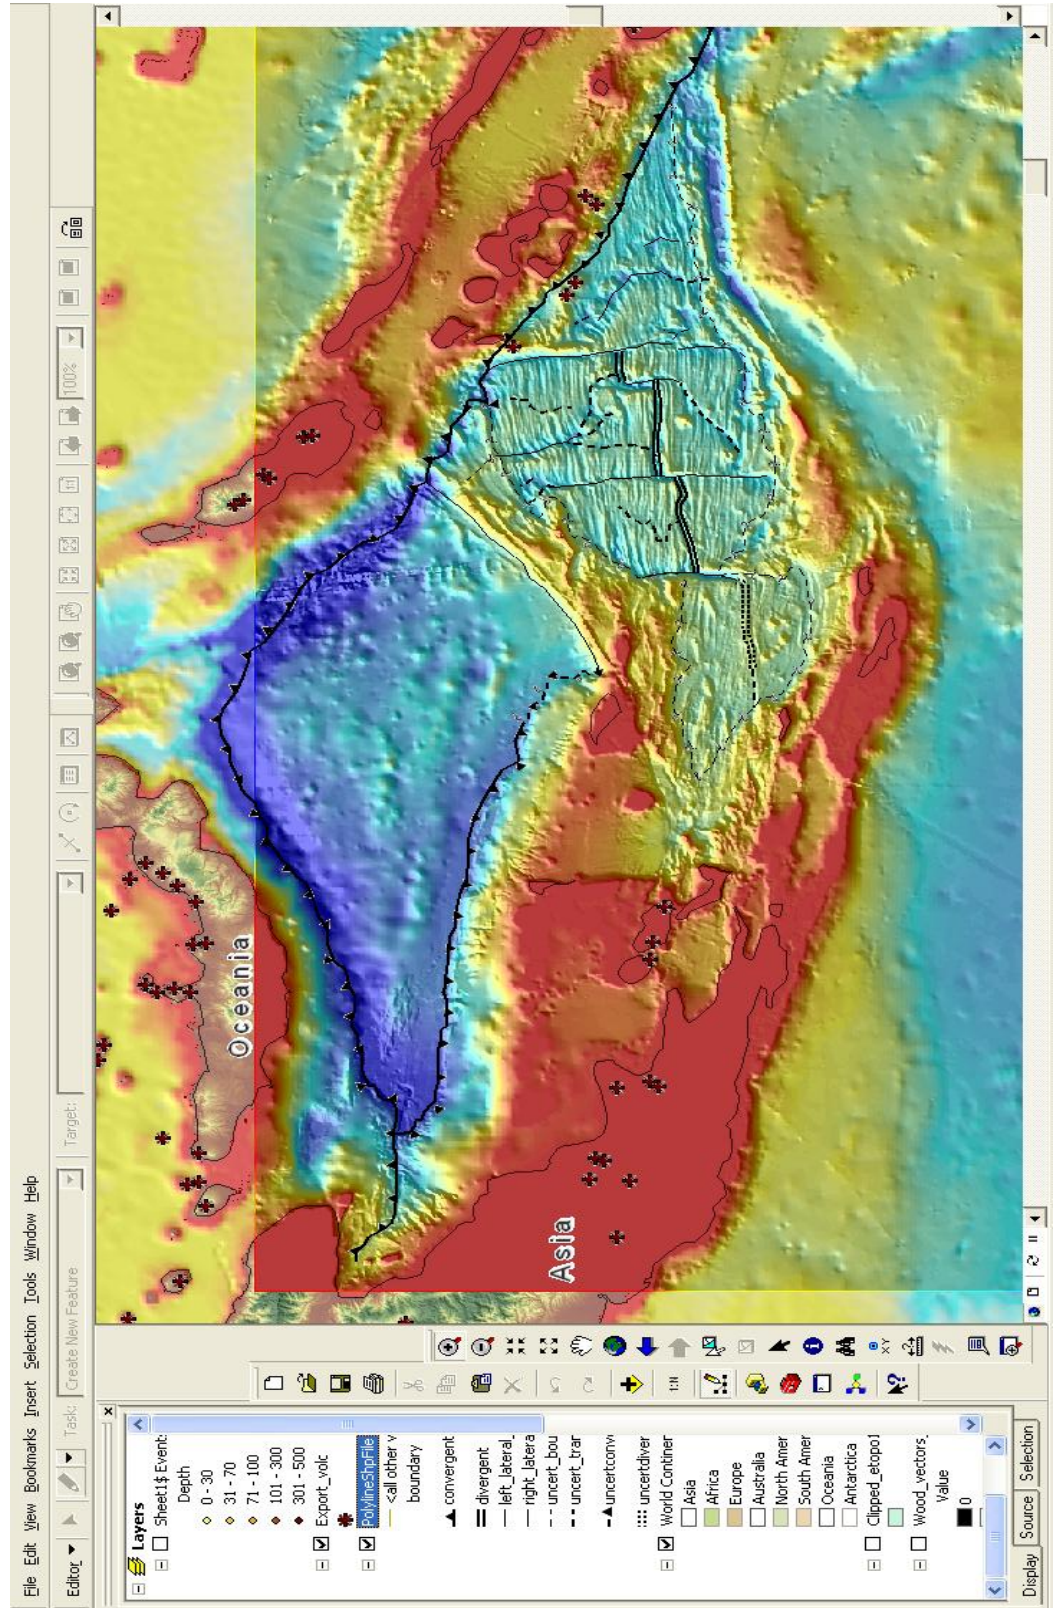 File Edit View Bookmarks Insert Selection Tools Window Help
Editor Task: Create New Feature Target: 100%
Layers
Sheet1$ Event:
Depth
0 - 30
31 - 70
71 - 100
101 - 300
301 - 500
Export_volc
PolylineShpFile
<all other v
boundary
convergent
divergent
left_lateral_
right_latera
uncert_bou
uncert_trar
uncertconv
uncertdiver
World Continer
Asia
Africa
Europe
Australia
North Amer
South Amer
Oceania
Antarctica
Clipped_etopo1
Wood_vectors_
Value
0
Display Source Selection
Oceania
Asia